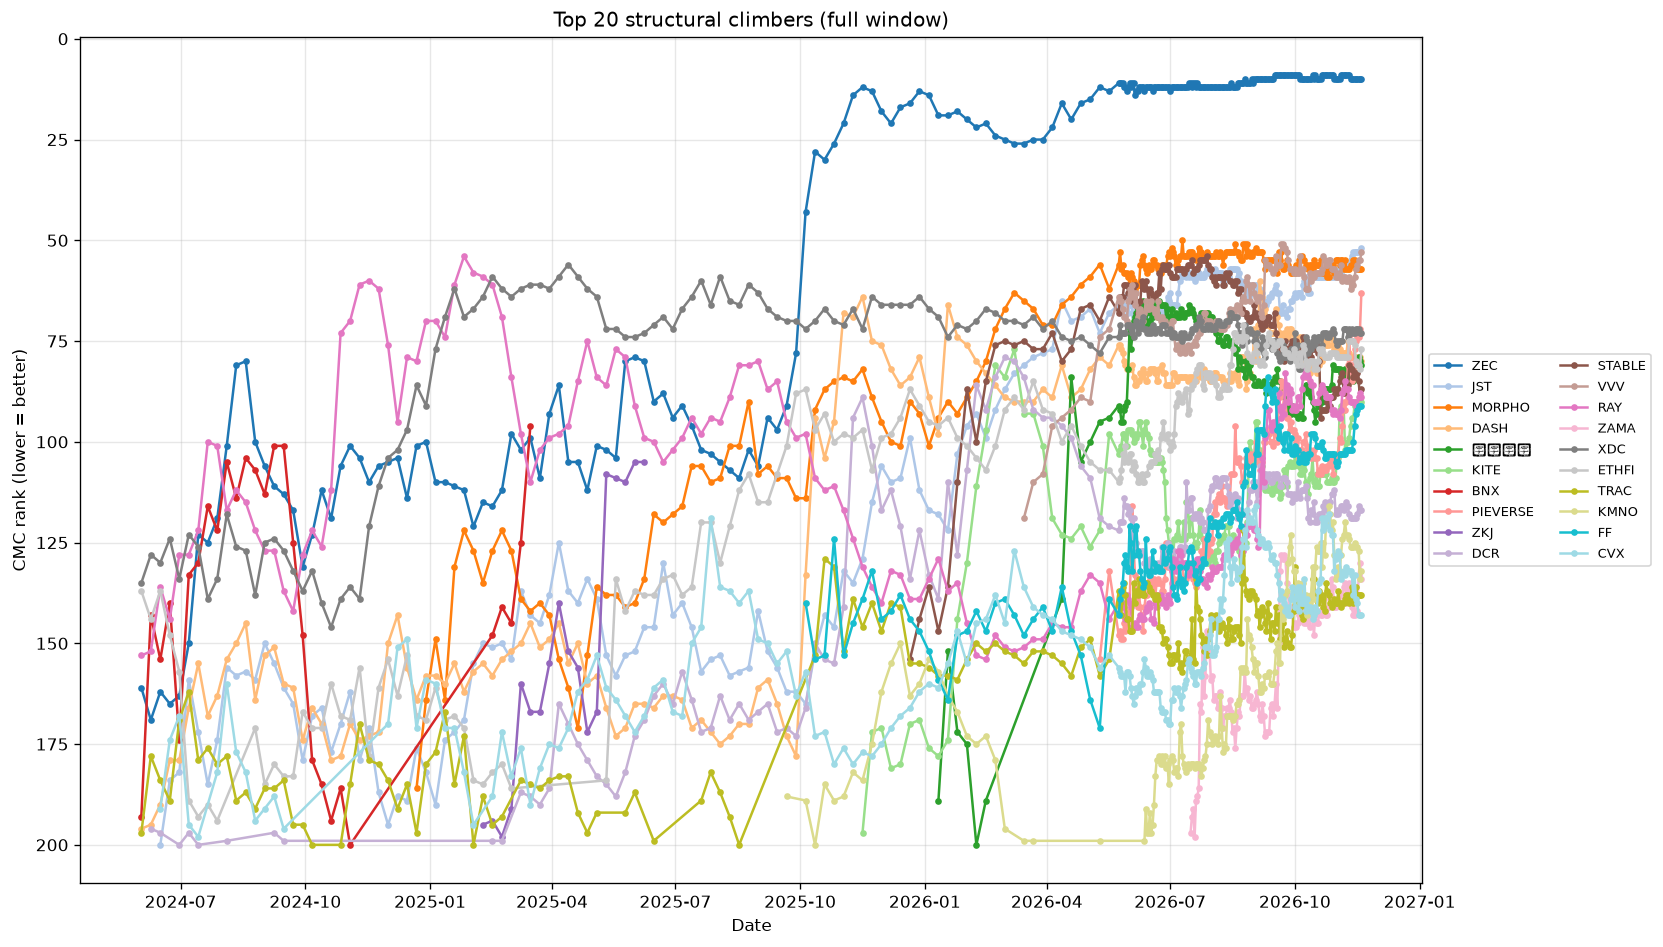 Top 20 structural climbers (full window)
CMC rank (lower = better)
0
25
50
75
100
125
150
175
200
2024-07
2024-10
2025-01
2025-04
2025-07
2025-10
2026-01
2026-04
2026-07
2026-10
2027-01
Date
ZEC
JST
MORPHO
DASH
KITE
BNX
PIEVERSE
ZKJ
DCR
STABLE
VVV
RAY
ZAMA
XDC
ETHFI
TRAC
KMNO
FF
CVX